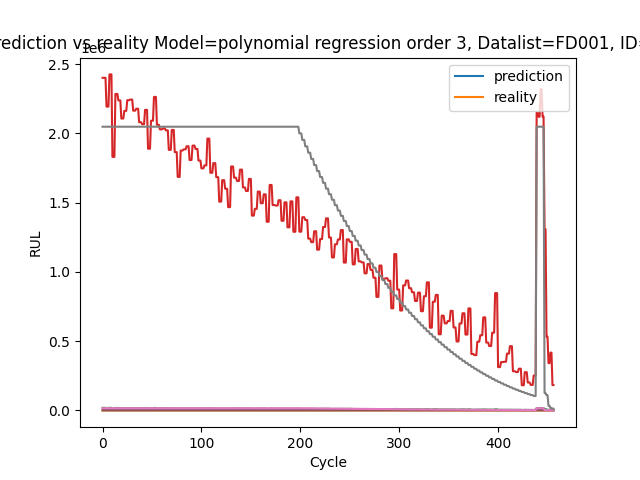 rediction vs reality Model=polynomial regression order 3, Datalist=FD001, ID=
1e6
2.5
2.0
1.5
1.0
0.5
0.0
RUL
0 100 200 300 400
Cycle
prediction
reality